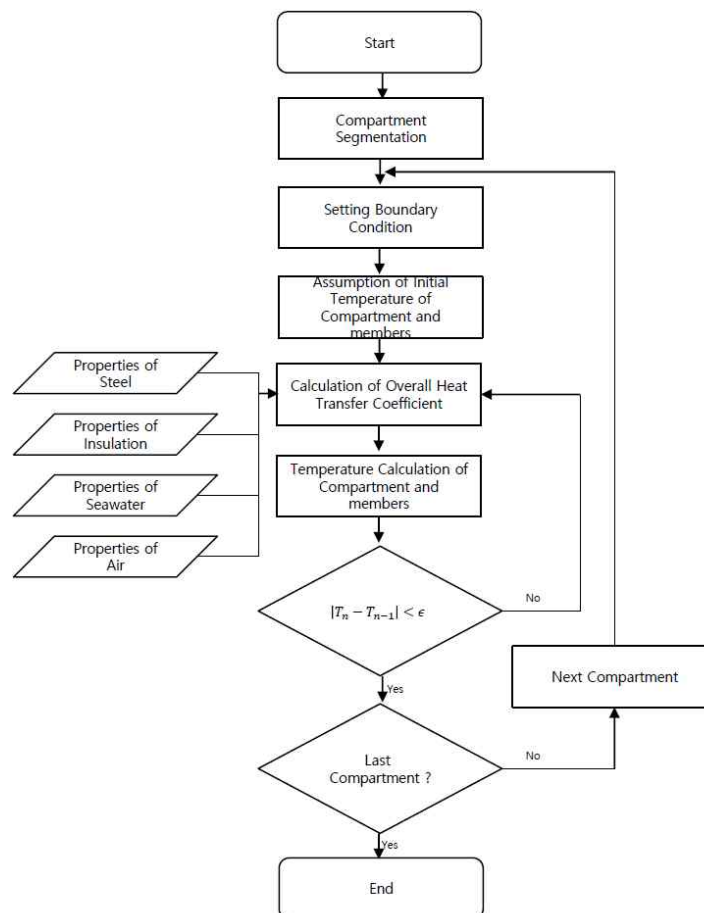 Start
Compartment
Segmentation
Setting Boundary
Condition
Assumption of Initial
Temperature of
Compartment and
members
Properties of
Steel
Calculation of Overall Heat
Transfer Coefficient
Properties of
Insulation
Temperature Calculation of
Compartment and
members
Properties of
Seawater
Properties of
Air
|Tₙ − Tₙ₋₁| < ϵ
No
Yes
Next Compartment
Last
Compartment ?
No
Yes
End